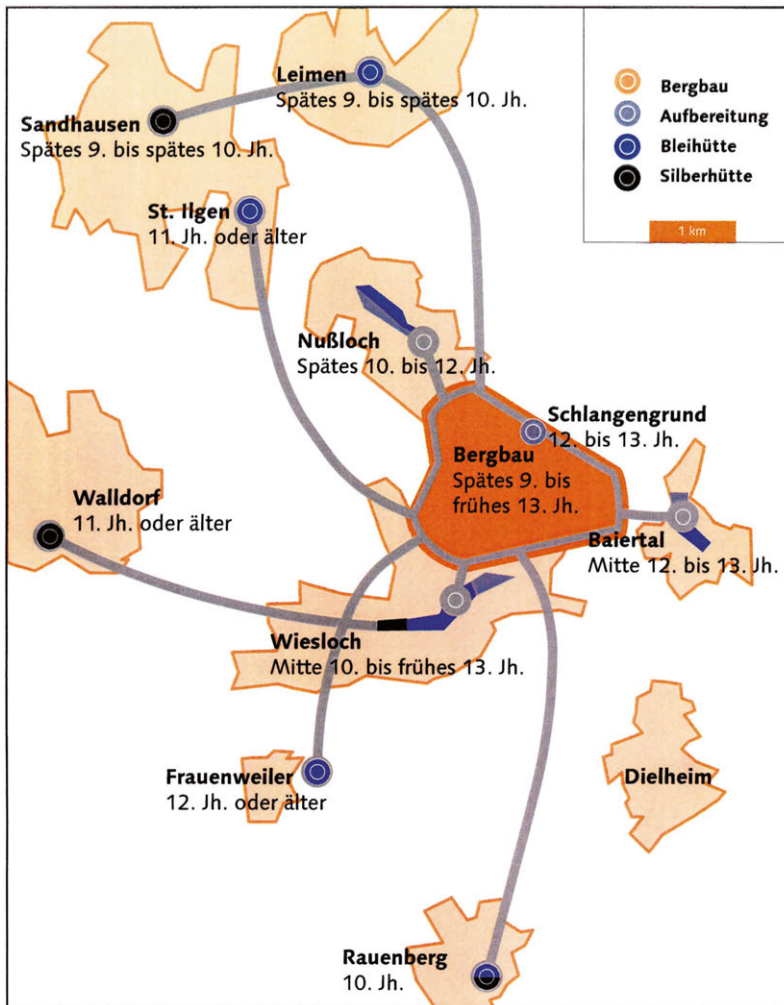 Leimen
Spätes 9. bis spätes 10. Jh.
Bergbau
Aufbereitung
Bleihütte
Silberhütte
1 km
Sandhausen
Spätes 9. bis spätes 10. Jh.
St. Ilgen
11. Jh. oder älter
Nußloch
Spätes 10. bis 12. Jh.
Schlangengrund
12. bis 13. Jh.
Bergbau
Spätes 9. bis
frühes 13. Jh.
Walldorf
11. Jh. oder älter
Baiertal
Mitte 12. bis 13. Jh.
Wiesloch
Mitte 10. bis frühes 13. Jh.
Frauenweiler
12. Jh. oder älter
Dielheim
Rauenberg
10. Jh.